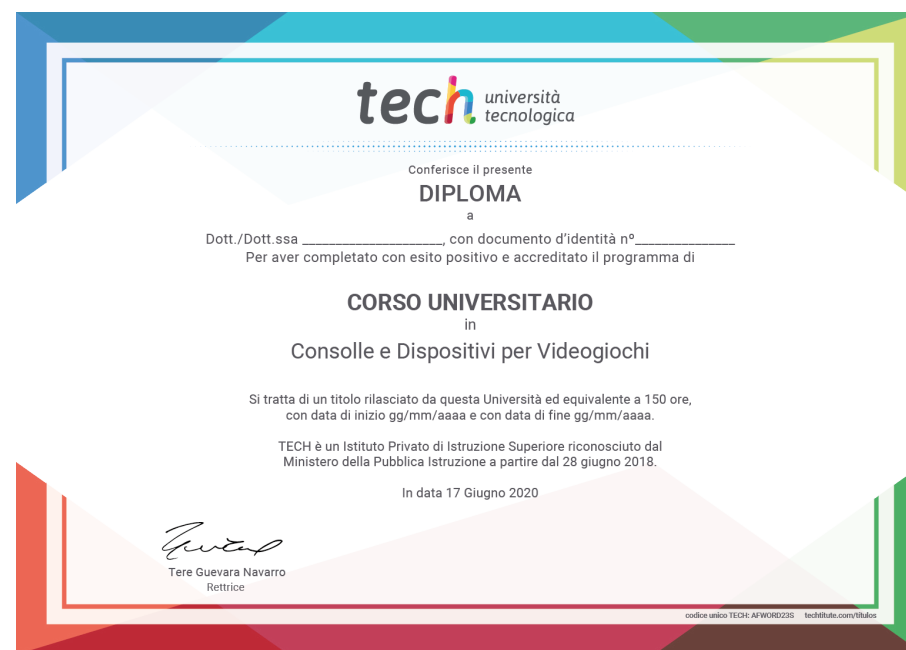 tech università
tecnologica
Conferisce il presente
DIPLOMA
a
Dott./Dott.ssa _____________________, con documento d'identità nº_______________
Per aver completato con esito positivo e accreditato il programma di
CORSO UNIVERSITARIO
in
Consolle e Dispositivi per Videogiochi
Si tratta di un titolo rilasciato da questa Università ed equivalente a 150 ore,
con data di inizio gg/mm/aaaa e con data di fine gg/mm/aaaa.
TECH è un Istituto Privato di Istruzione Superiore riconosciuto dal
Ministero della Pubblica Istruzione a partire dal 28 giugno 2018.
In data 17 Giugno 2020
Tere Guevara Navarro
Rettrice
codice unico TECH: AFWORD23S techtitute.com/títulos